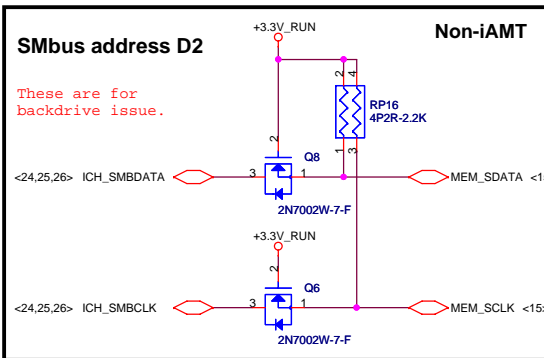 +3.3V_RUN
Non-iAMT
SMbus address D2
These are for
backdrive issue.
2 4
RP16
4P2R-2.2K
2
1 3
Q8
<24,25,26> ICH_SMBDATA 3 1 MEM_SDATA <15
2N7002W-7-F
+3.3V_RUN
2
Q6
<24,25,26> ICH_SMBCLK 3 1 MEM_SCLK <15>
2N7002W-7-F